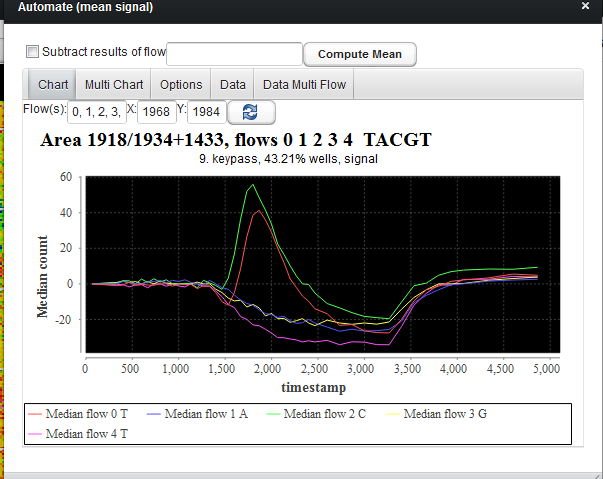 Automate (mean signal)
×
Subtract results of flow
Compute Mean
Chart Multi Chart Options Data Data Multi Flow
Flow(s): 0, 1, 2, 3, X: 1968 Y: 1984
Area 1918/1934+1433, flows 0 1 2 3 4 TACGT
9. keypass, 43.21% wells, signal
60
40
20
0
-20
Median count
0 500 1,000 1,500 2,000 2,500 3,000 3,500 4,000 4,500 5,000
timestamp
Median flow 0 T Median flow 1 A Median flow 2 C Median flow 3 G
Median flow 4 T